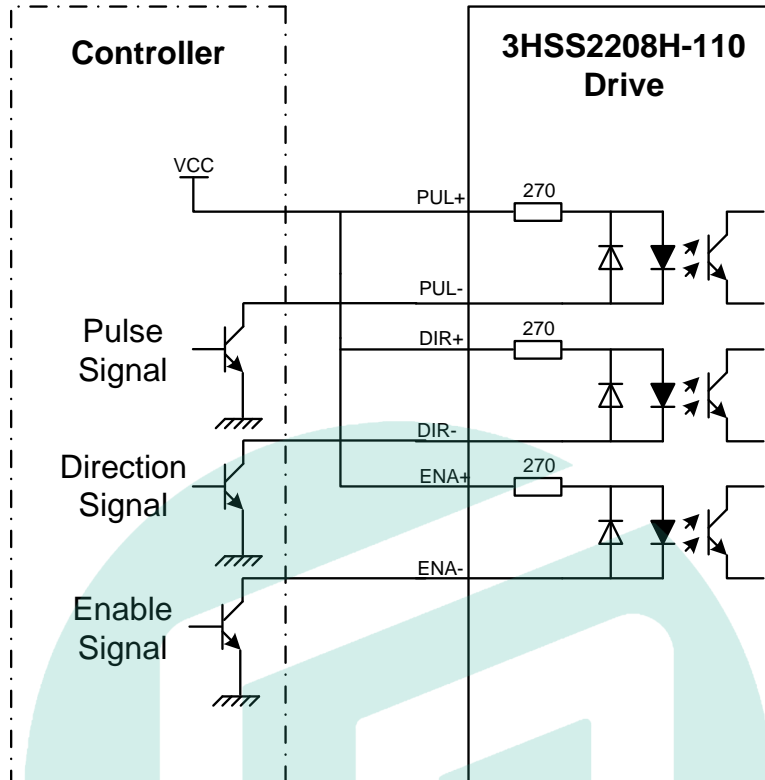 Controller
3HSS2208H-110
Drive
VCC
PUL+
270
PUL-
Pulse
Signal
DIR+
270
DIR-
Direction
Signal
ENA+
270
ENA-
Enable
Signal